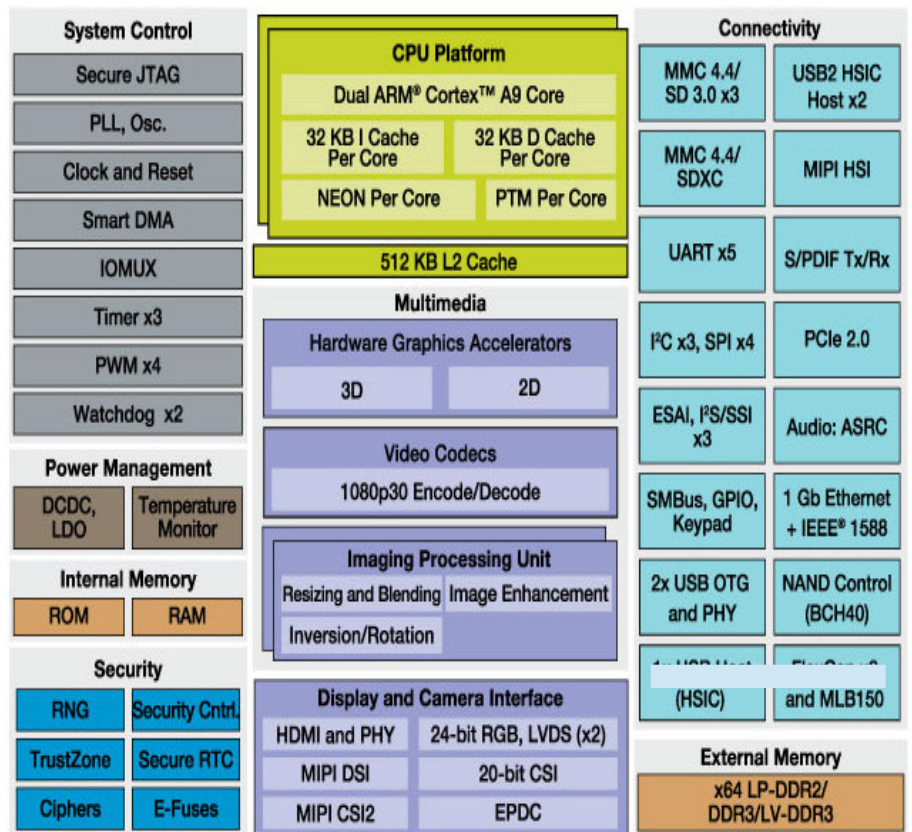 System Control
Secure JTAG
PLL, Osc.
Clock and Reset
Smart DMA
IOMUX
Timer x3
PWM x4
Watchdog x2
Power Management
DCDC,
LDO
Temperature
Monitor
Internal Memory
ROM
RAM
Security
RNG
Security Cntrl.
TrustZone
Secure RTC
Ciphers
E-Fuses
CPU Platform
Dual ARM® Cortex™ A9 Core
32 KB I Cache
Per Core
32 KB D Cache
Per Core
NEON Per Core
PTM Per Core
512 KB L2 Cache
Multimedia
Hardware Graphics Accelerators
3D
2D
Video Codecs
1080p30 Encode/Decode
Imaging Processing Unit
Resizing and Blending
Image Enhancement
Inversion/Rotation
Display and Camera Interface
HDMI and PHY
24-bit RGB, LVDS (x2)
MIPI DSI
20-bit CSI
MIPI CSI2
EPDC
Connectivity
MMC 4.4/
SD 3.0 x3
USB2 HSIC
Host x2
MMC 4.4/
SDXC
MIPI HSI
UART x5
S/PDIF Tx/Rx
I²C x3, SPI x4
PCIe 2.0
ESAI, I²S/SSI
x3
Audio: ASRC
SMBus, GPIO,
Keypad
1 Gb Ethernet
+ IEEE® 1588
2x USB OTG
and PHY
NAND Control
(BCH40)
(HSIC)
and MLB150
External Memory
x64 LP-DDR2/
DDR3/LV-DDR3